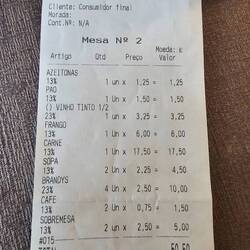 Cliente: Consumidor final
Morada:
Cont.Nº: N/A
Mesa Nº 2
Moeda: €
Artigo Qtd Preço Valor
AZEITONAS
13% 1 un x 1,25 = 1,25
PAO
13% 1 un x 1,50 = 1,50
() VINHO TINTO 1/2
23% 1 un x 3,25 = 3,25
FRANGO
13% 1 un x 6,00 = 6,00
CARNE
13% 1 un x 17,50 = 17,50
SOPA
13% 2 un x 2,25 = 4,50
BRANDYS
23% 4 un x 2,50 = 10,00
CAFE
13% 2 Un x 0,75 = 1,50
SOBREMESA
13% 2 un x 2,50 = 5,00
#015
TOTAL 50,50